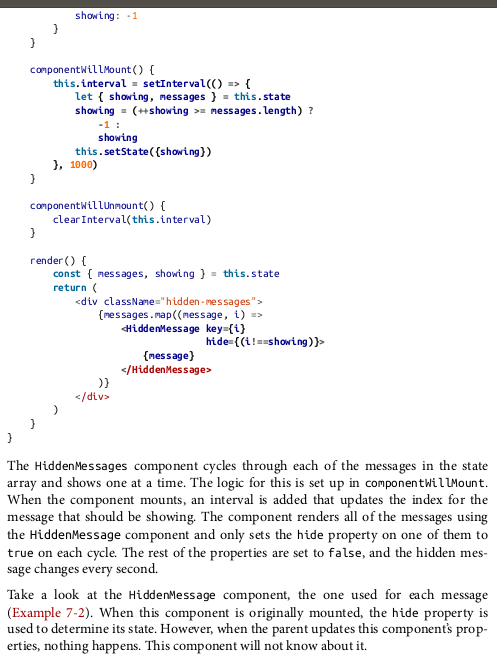 showing: -1
        }
    }

    componentWillMount() {
        this.interval = setInterval(() => {
            let { showing, messages } = this.state
            showing = (++showing >= messages.length) ?
                -1 :
                showing
            this.setState({showing})
        }, 1000)
    }

    componentWillUnmount() {
        clearInterval(this.interval)
    }

    render() {
        const { messages, showing } = this.state
        return (
            <div className="hidden-messages">
                {messages.map((message, i) =>
                    <HiddenMessage key={i}
                                   hide={(i!==showing)}>
                        {message}
                    </HiddenMessage>
                )}
            </div>
        )
    }
}
The HiddenMessages component cycles through each of the messages in the state
array and shows one at a time. The logic for this is set up in componentWillMount.
When the component mounts, an interval is added that updates the index for the
message that should be showing. The component renders all of the messages using
the HiddenMessage component and only sets the hide property on one of them to
true on each cycle. The rest of the properties are set to false, and the hidden mes-
sage changes every second.
Take a look at the HiddenMessage component, the one used for each message
(Example 7-2). When this component is originally mounted, the hide property is
used to determine its state. However, when the parent updates this component’s prop-
erties, nothing happens. This component will not know about it.